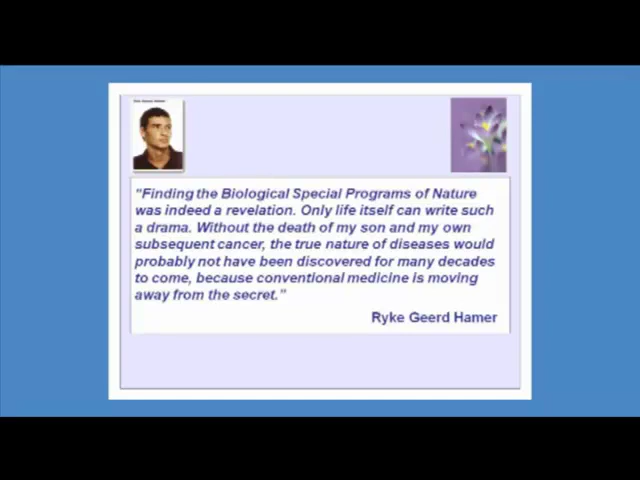 "Finding the Biological Special Programs of Nature
was indeed a revelation. Only life itself can write such
a drama. Without the death of my son and my own
subsequent cancer, the true nature of diseases would
probably not have been discovered for many decades
to come, because conventional medicine is moving
away from the secret."
Ryke Geerd Hamer